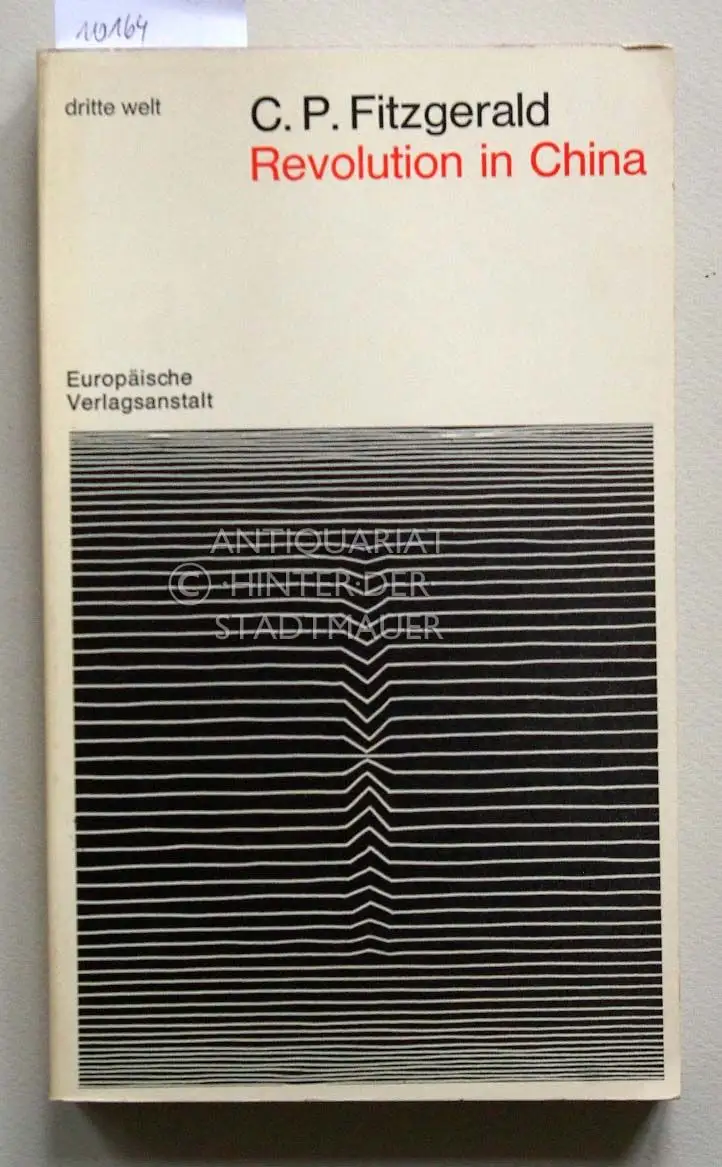 10164
dritte welt
C. P. Fitzgerald
Revolution in China
Europäische
Verlagsanstalt
ANTIQUARIAT
© ·HINTER·DER·
STADTMAUER